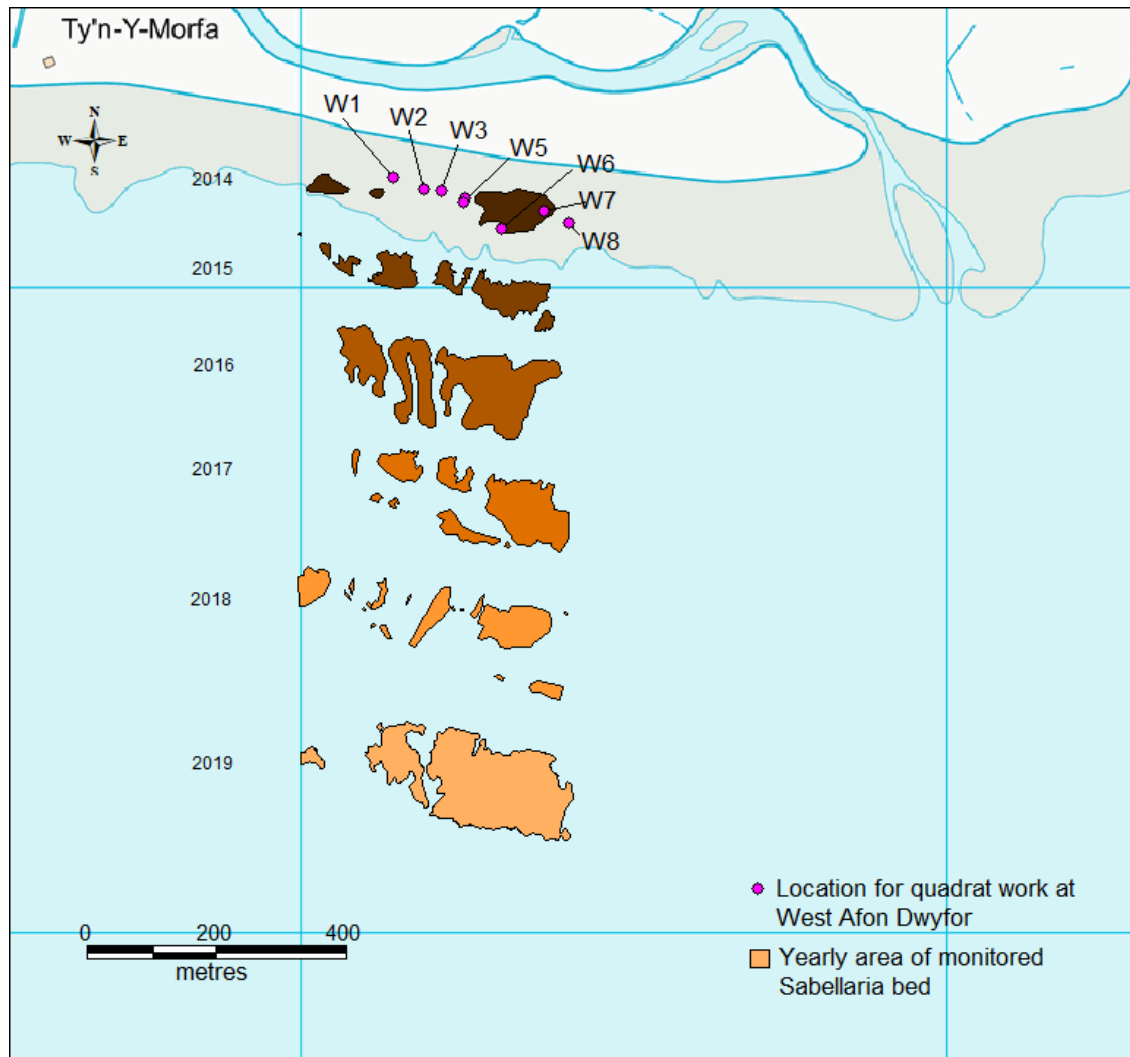 Ty'n-Y-Morfa
W1
W2
W3
W5
W6
W7
W8
N
W E
S
2014
2015
2016
2017
2018
2019
Location for quadrat work at
West Afon Dwyfor
Yearly area of monitored
Sabellaria bed
0 200 400
metres